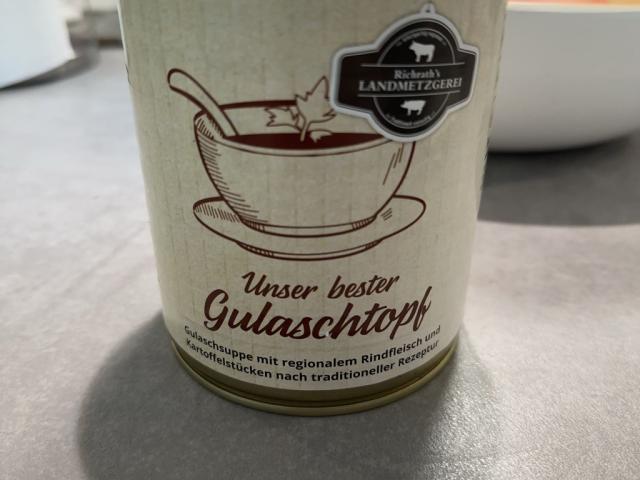 Richrath's
LANDMETZGEREI
Unser bester
Gulaschtopf
Gulaschsuppe mit regionalem Rindfleisch und
Kartoffelstücken nach traditioneller Rezeptur